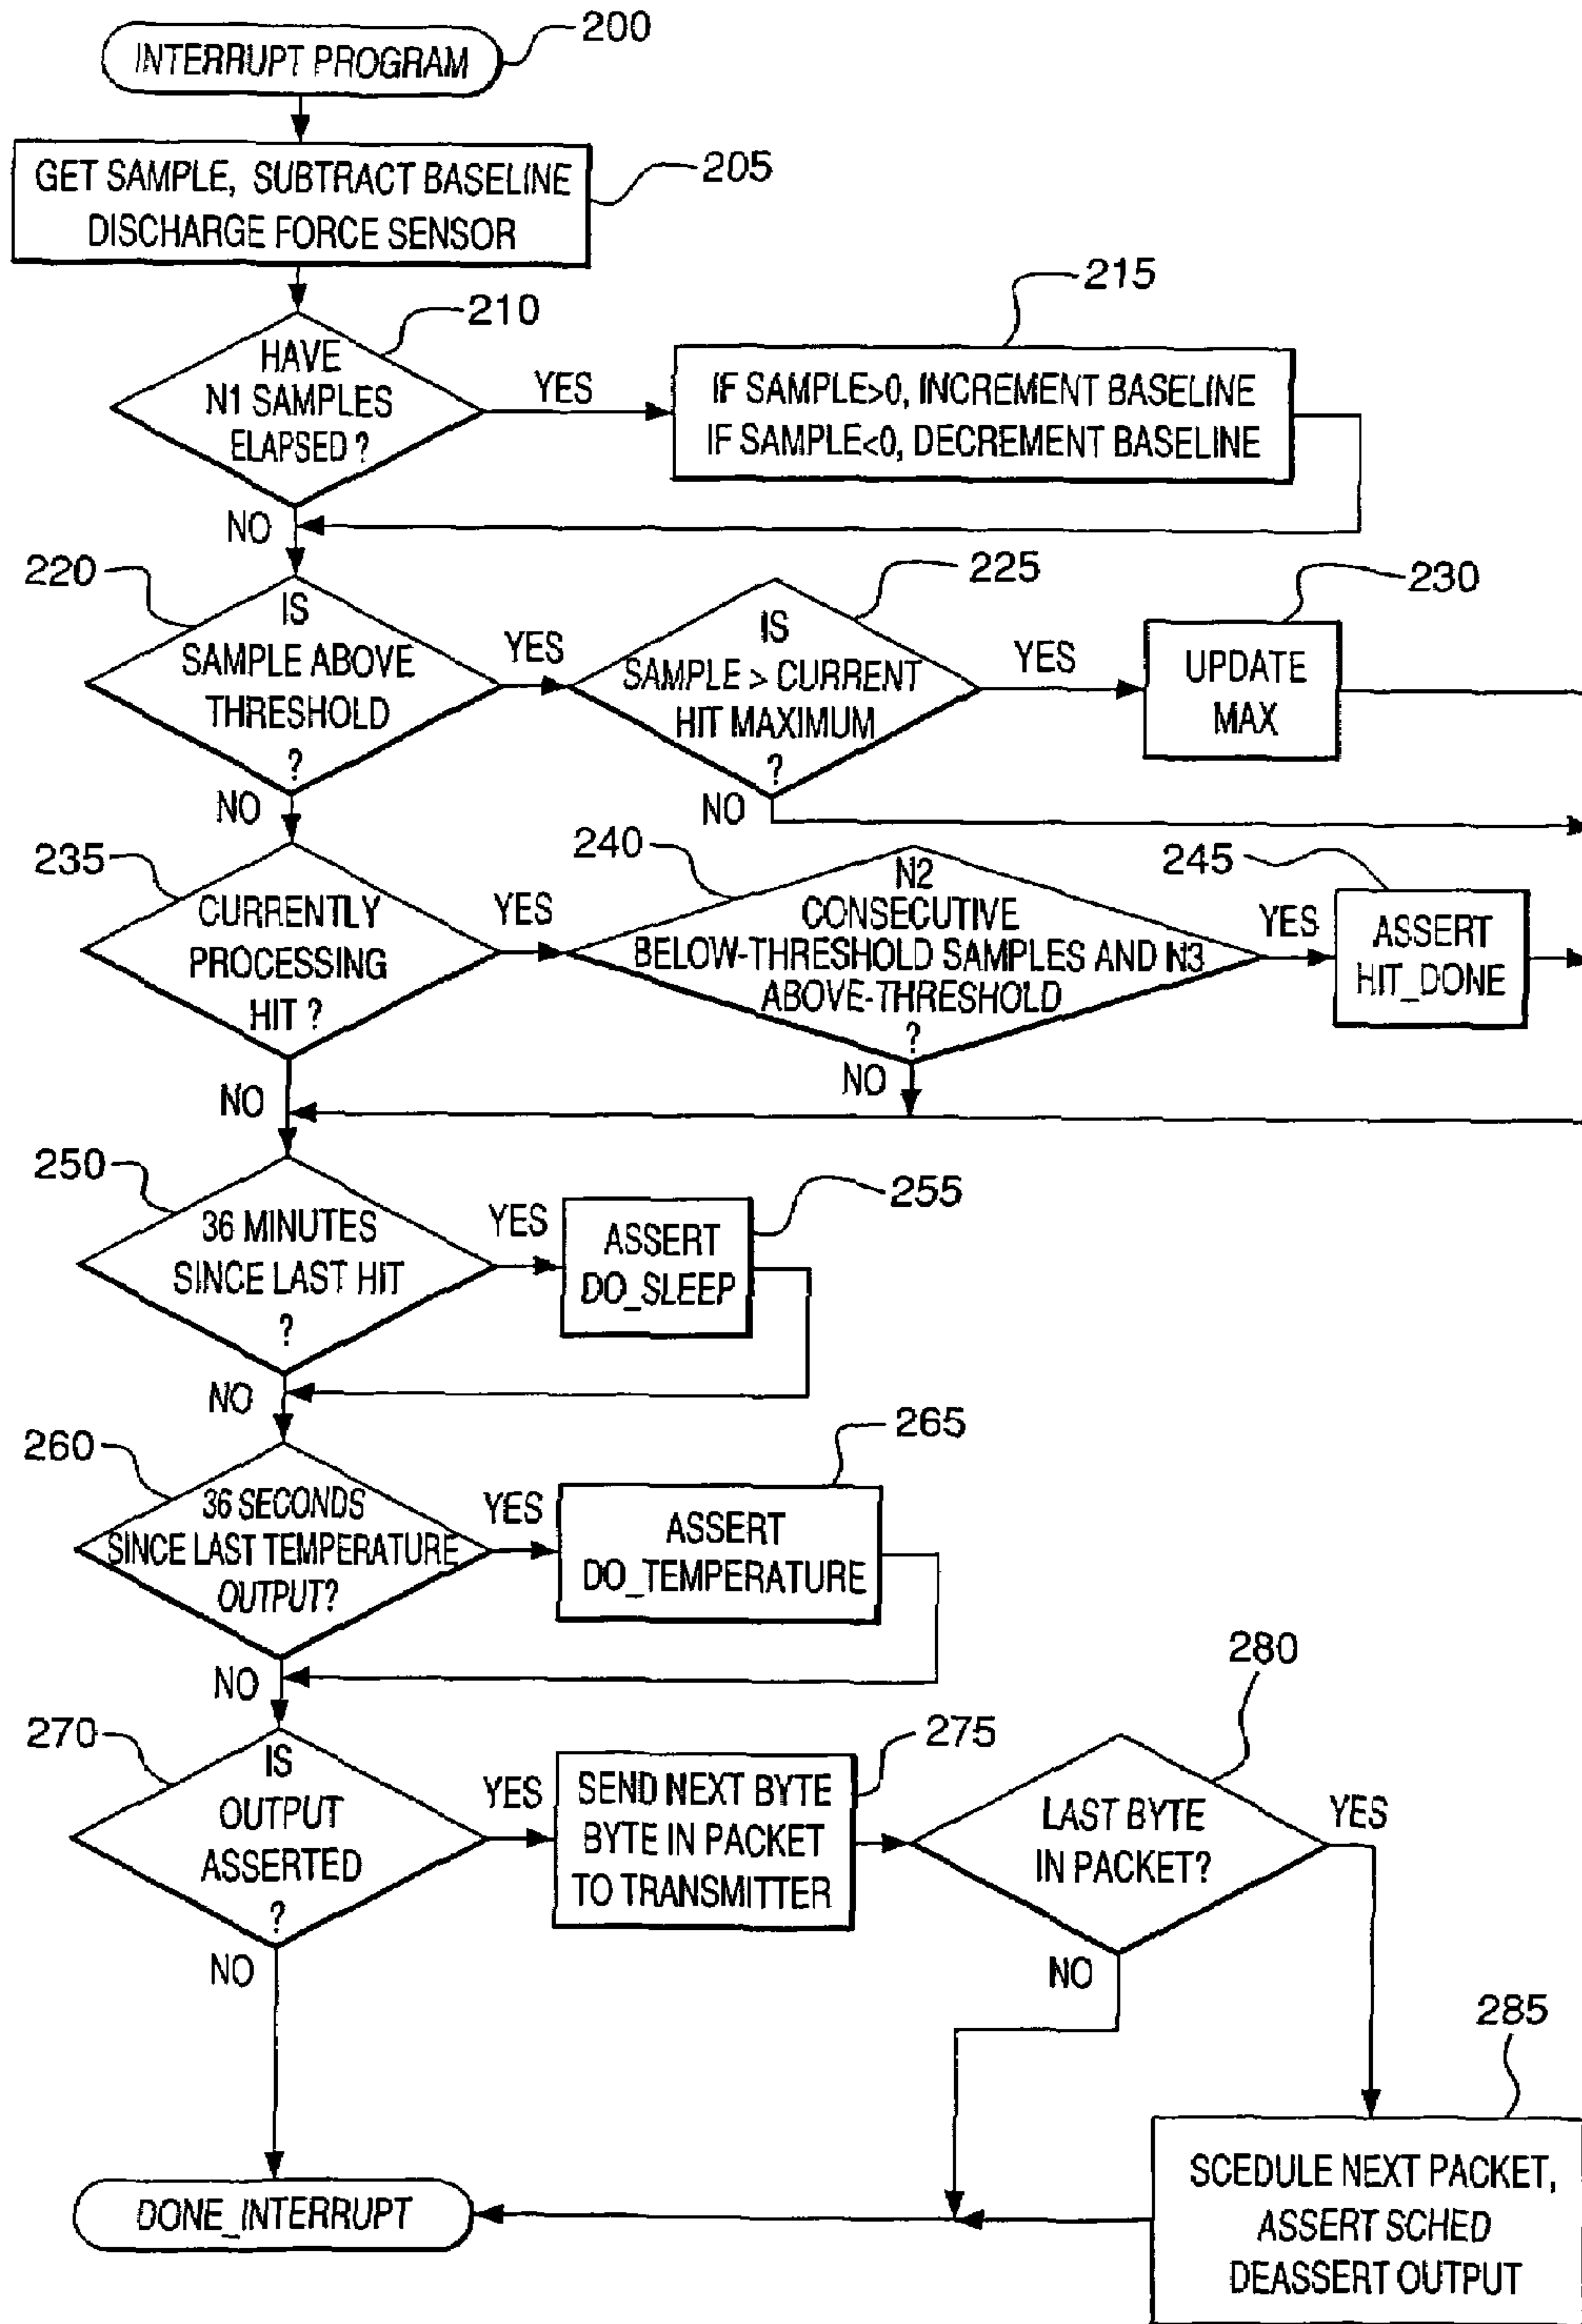 INTERRUPT PROGRAM
200
GET SAMPLE, SUBTRACT BASELINE
DISCHARGE FORCE SENSOR
205
HAVE
N1 SAMPLES
ELAPSED ?
210
YES
NO
215
IF SAMPLE>0, INCREMENT BASELINE
IF SAMPLE<0, DECREMENT BASELINE
220
IS
SAMPLE ABOVE
THRESHOLD
?
YES
NO
225
IS
SAMPLE > CURRENT
HIT MAXIMUM
?
YES
NO
230
UPDATE
MAX
235
CURRENTLY
PROCESSING
HIT ?
YES
NO
240
N2
CONSECUTIVE
BELOW-THRESHOLD SAMPLES AND N3
ABOVE-THRESHOLD
?
YES
NO
245
ASSERT
HIT_DONE
250
36 MINUTES
SINCE LAST HIT
?
YES
NO
255
ASSERT
DO_SLEEP
260
36 SECONDS
SINCE LAST TEMPERATURE
OUTPUT?
YES
NO
265
ASSERT
DO_TEMPERATURE
270
IS
OUTPUT
ASSERTED
?
YES
NO
275
SEND NEXT BYTE
BYTE IN PACKET
TO TRANSMITTER
280
LAST BYTE
IN PACKET?
YES
NO
285
SCEDULE NEXT PACKET,
ASSERT SCHED
DEASSERT OUTPUT
DONE_INTERRUPT